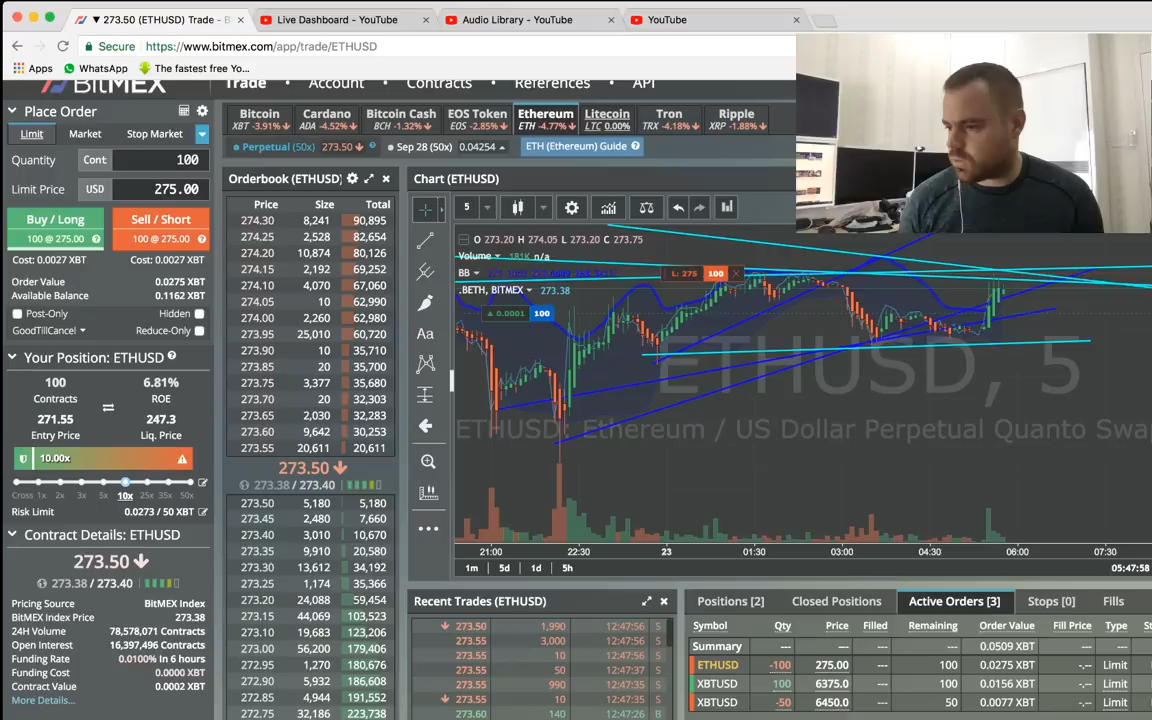 ▼ 273.50 (ETHUSD) Trade - B
Live Dashboard - YouTube
Audio Library - YouTube
YouTube
Secure https://www.bitmex.com/app/trade/ETHUSD
Apps WhatsApp The fastest free Yo...
BitMEX Trade Account Contracts References API
Place Order
Limit Market Stop Market
Quantity Cont 100
Limit Price USD 275.00
Buy / Long Sell / Short
100 @ 275.00 100 @ 275.00
Cost: 0.0027 XBT Cost: 0.0027 XBT
Order Value 0.0275 XBT
Available Balance 0.1162 XBT
Post-Only Hidden
GoodTillCancel Reduce-Only
Your Position: ETHUSD
100 6.81%
Contracts ROE
271.55 247.3
Entry Price Liq. Price
10.00x
Cross 1x 2x 3x 5x 10x 25x 35x 50x
Risk Limit 0.0273 / 50 XBT
Contract Details: ETHUSD
273.50
273.38 / 273.40
Pricing Source BitMEX Index
BitMEX Index Price 273.38
24H Volume 78,578,071 Contracts
Open Interest 16,397,496 Contracts
Funding Rate 0.0100% In 6 hours
Funding Cost 0.0000 XBT
Contract Value 0.0002 XBT
More Details...
Bitcoin Cardano Bitcoin Cash EOS Token Ethereum Litecoin Tron Ripple
XBT -3.91% ADA -4.52% BCH -1.32% EOS -2.85% ETH -4.77% LTC 0.00% TRX -4.18% XRP -1.88%
Perpetual (50x) 273.50 Sep 28 (50x) 0.04254 ETH (Ethereum) Guide
Orderbook (ETHUSD)
Price Size Total
274.30 8,241 90,895
274.25 2,528 82,654
274.20 10,874 80,126
274.15 2,192 69,252
274.10 4,070 67,060
274.05 10 62,990
274.00 2,260 62,980
273.95 25,010 60,720
273.90 10 35,710
273.85 20 35,700
273.75 3,377 35,680
273.70 20 32,303
273.65 2,030 32,283
273.60 9,642 30,253
273.55 20,611 20,611
273.50
273.38 / 273.40
273.50 5,180 5,180
273.45 2,480 7,660
273.40 3,010 10,670
273.35 9,910 20,580
273.30 13,612 34,192
273.25 1,174 35,366
273.20 24,088 59,454
273.15 44,069 103,523
273.10 19,683 123,206
273.00 56,200 179,406
272.95 1,270 180,676
272.90 5,932 186,608
272.85 4,944 191,552
272.75 32,186 223,738
Chart (ETHUSD)
5
O 273.20 H 274.05 L 273.20 C 273.75
Volume 181K n/a
BB
.BETH, BITMEX 273.38
L: 275 100
0.0001 100
Aa
ETHUSD, 5
ETHUSD: Ethereum / US Dollar Perpetual Quanto Swa
21:00 22:30 23 01:30 03:00 04:30 06:00 07:30
1m 5d 1d 5h
05:47:58
Recent Trades (ETHUSD)
273.50 1,990 12:47:56 S
273.55 3,000 12:47:56 S
273.55 10 12:47:56 S
273.55 50 12:47:37 S
273.55 990 12:47:35 S
273.55 10 12:47:35 S
273.60 140 12:47:26 B
Positions [2] Closed Positions Active Orders [3] Stops [0] Fills
Symbol Qty Price Filled Remaining Order Value Fill Price Type St
Summary --- --- --- --- 0.0509 XBT
ETHUSD -100 275.00 --- 100 0.0275 XBT -.-- Limit
XBTUSD 100 6375.0 --- 100 0.0156 XBT -.-- Limit
XBTUSD -50 6450.0 --- 50 0.0077 XBT -.-- Limit